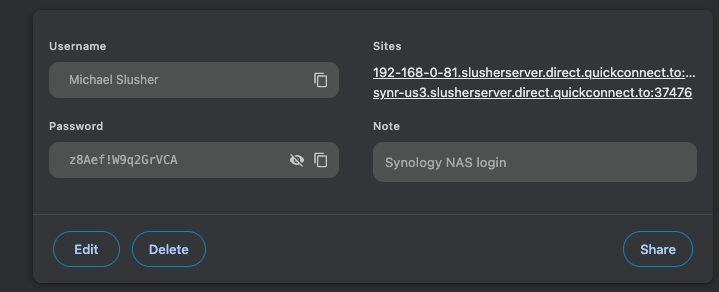 Username
Michael Slusher
Sites
192-168-0-81.slusherserver.direct.quickconnect.to:...
synr-us3.slusherserver.direct.quickconnect.to:37476
Password
z8Aef!W9q2GrVCA
Note
Synology NAS login
Edit
Delete
Share